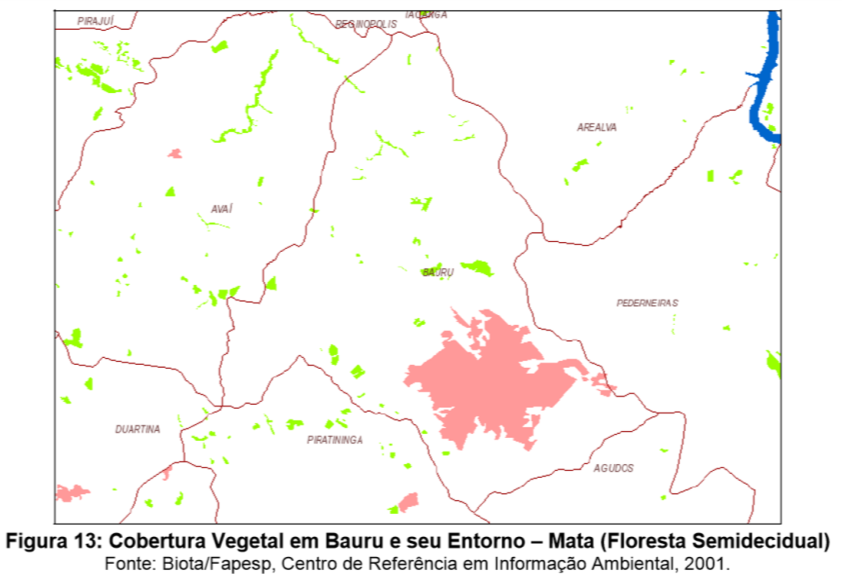 IACANGA
PIRAJUÍ
REGINOPOLIS
AREALVA
AVAÍ
BAURU
PEDERNEIRAS
DUARTINA
PIRATININGA
AGUDOS
Figura 13: Cobertura Vegetal em Bauru e seu Entorno – Mata (Floresta Semidecidual)
Fonte: Biota/Fapesp, Centro de Referência em Informação Ambiental, 2001.